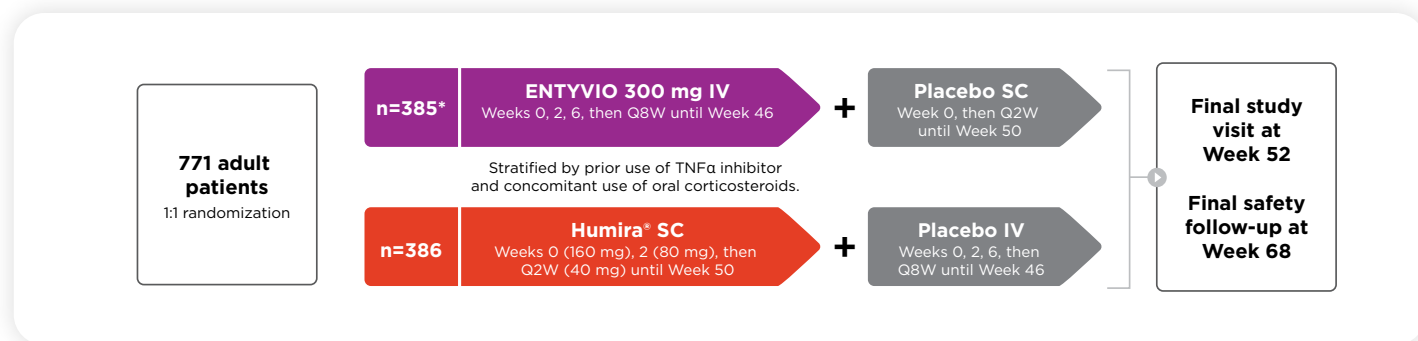 771 adult
patients
1:1 randomization
n=385*
ENTYVIO 300 mg IV
Weeks 0, 2, 6, then Q8W until Week 46
+
Placebo SC
Week 0, then Q2W
until Week 50
Stratified by prior use of TNFα inhibitor
and concomitant use of oral corticosteroids.
n=386
Humira® SC
Weeks 0 (160 mg), 2 (80 mg), then
Q2W (40 mg) until Week 50
+
Placebo IV
Weeks 0, 2, 6, then
Q8W until Week 46
Final study
visit at
Week 52
Final safety
follow-up at
Week 68